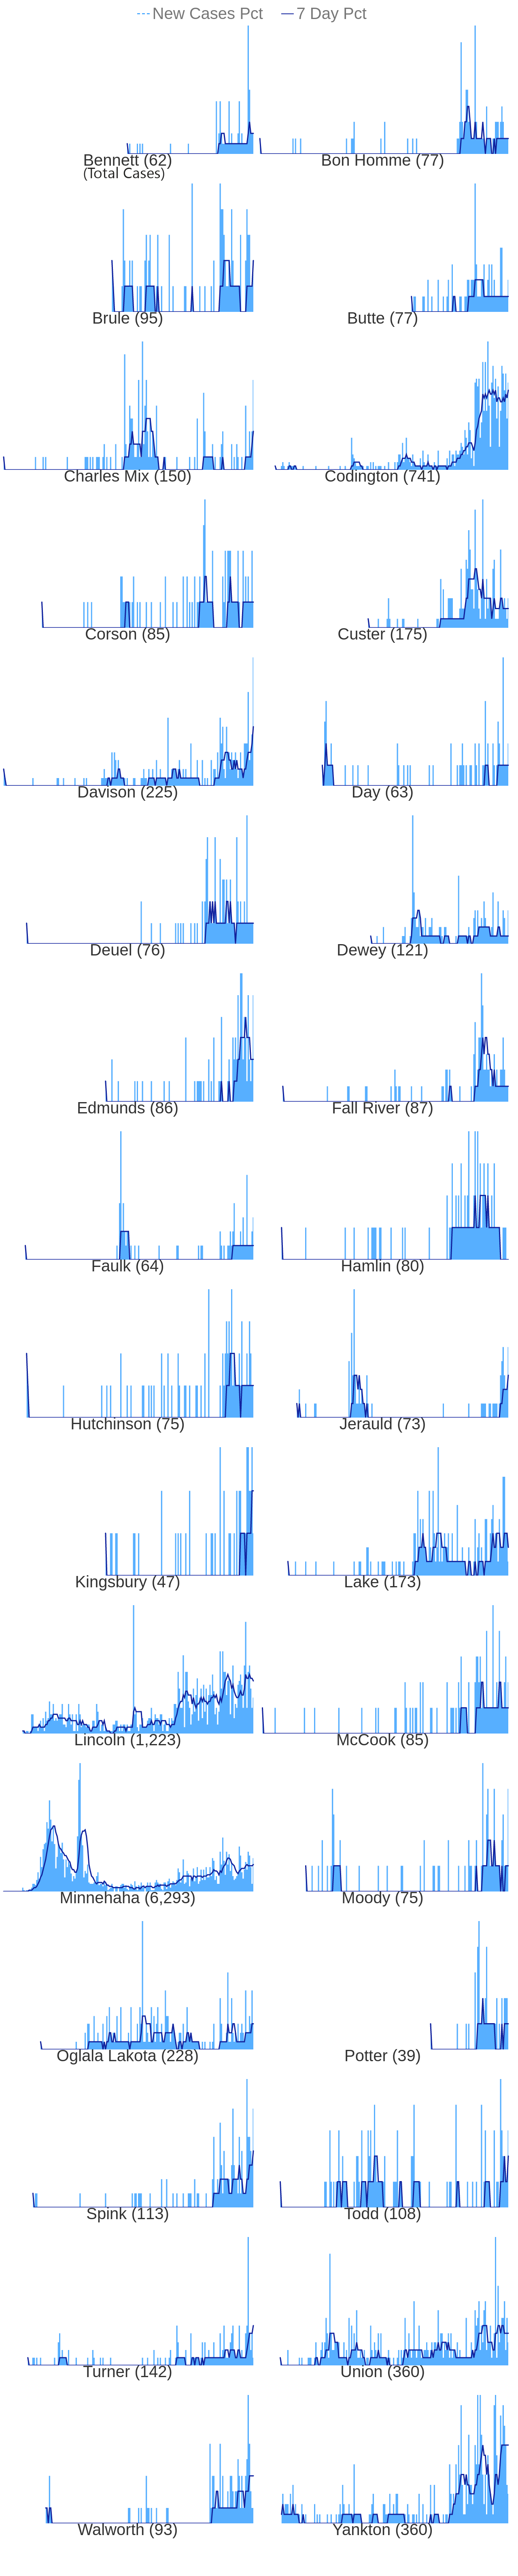 New Cases Pct 7 Day Pct
Bennett (62) Bon Homme (77)
(Total Cases)
Brule (95) Butte (77)
Charles Mix (150) Codington (741)
Corson (85) Custer (175)
Davison (225) Day (63)
Deuel (76) Dewey (121)
Edmunds (86) Fall River (87)
Faulk (64) Hamlin (80)
Hutchinson (75) Jerauld (73)
Kingsbury (47) Lake (173)
Lincoln (1,223) McCook (85)
Minnehaha (6,293) Moody (75)
Oglala Lakota (228) Potter (39)
Spink (113) Todd (108)
Turner (142) Union (360)
Walworth (93) Yankton (360)